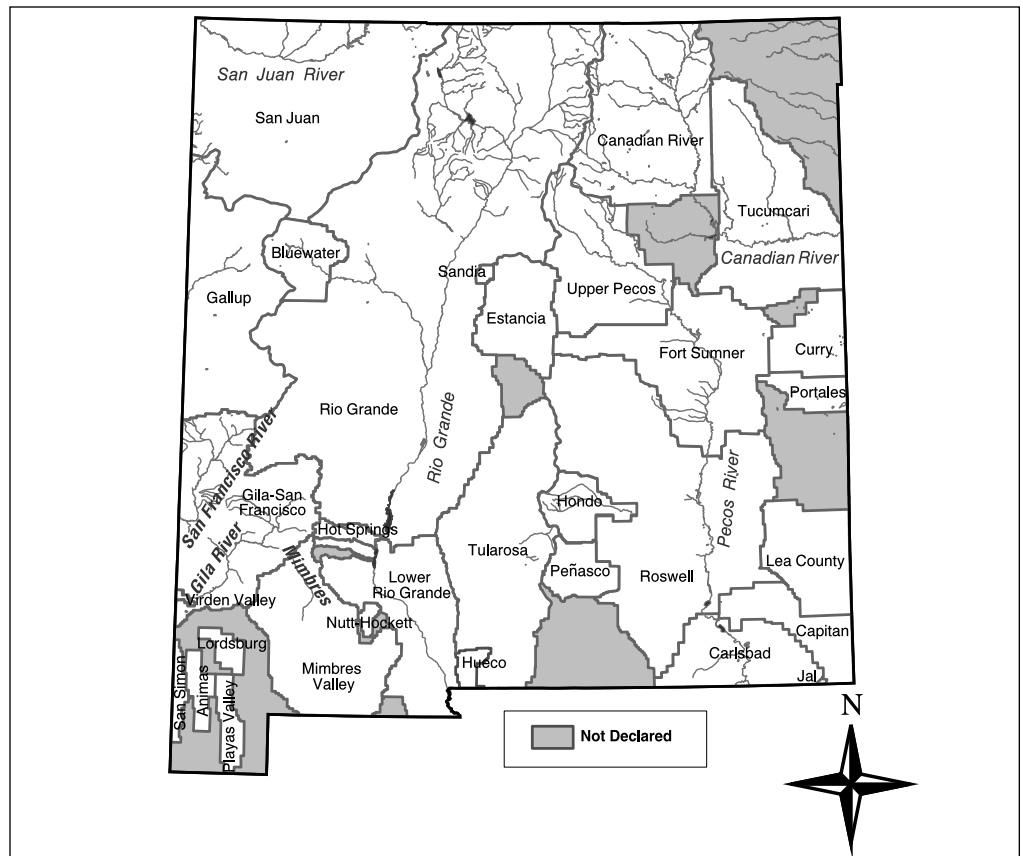 San Juan River
San Juan
Canadian River
Tucumcari
Bluewater
Sandia
Canadian River
Gallup
Upper Pecos
Estancia
Fort Sumner
Curry
Portales
Rio Grande
Rio Grande
San Francisco River
Gila-San
Francisco
Hondo
Pecos River
Hot Springs
Gila River
Mimbres
Tularosa
Lea County
Peñasco
Roswell
Lower
Rio Grande
Virden Valley
Nutt-Hockett
Capitan
Lordsburg
Carlsbad
Hueco
Mimbres
Valley
Jal
San Simon
Animas
Playas Valley
N
Not Declared